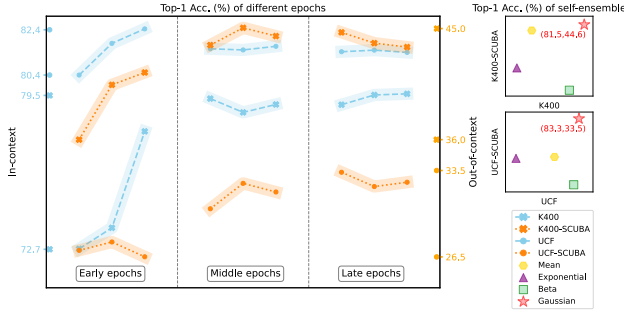 Top-1 Acc. (%) of different epochs
In-context
82,4
80,4
79,5
72,7
45,0
36,0
33,5
26,5
Out-of-context
Early epochs
Middle epochs
Late epochs
Top-1 Acc. (%) of self-ensemble
K400-SCUBA
(81,5,44,6)
K400
UCF-SCUBA
(83,3,33,5)
UCF
K400
K400-SCUBA
UCF
UCF-SCUBA
Mean
Exponential
Beta
Gaussian